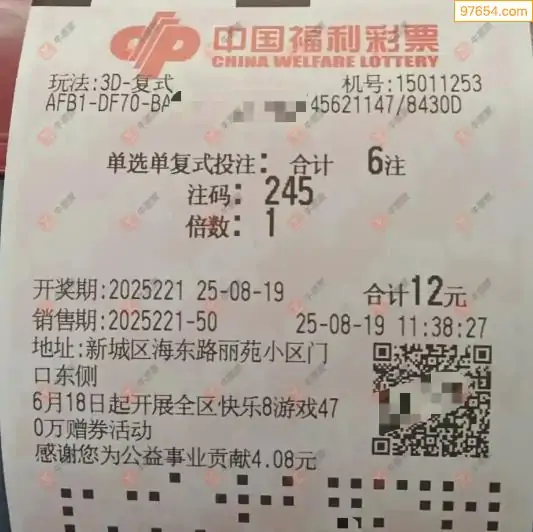 97654.com
中国福利彩票
CHINA WELFARE LOTTERY
玩法:3D-复式 机号:15011253
AFB1-DF70-BA 45621147/8430D
单选单复式投注: 合计 6注
注码: 245
倍数: 1
开奖期:2025221 25-08-19 合计12元
销售期:2025221-50 25-08-19 11:38:27
地址:新城区海东路丽苑小区门
口东侧
6月18日起开展全区快乐8游戏47
0万赠券活动
感谢您为公益事业贡献4.08元